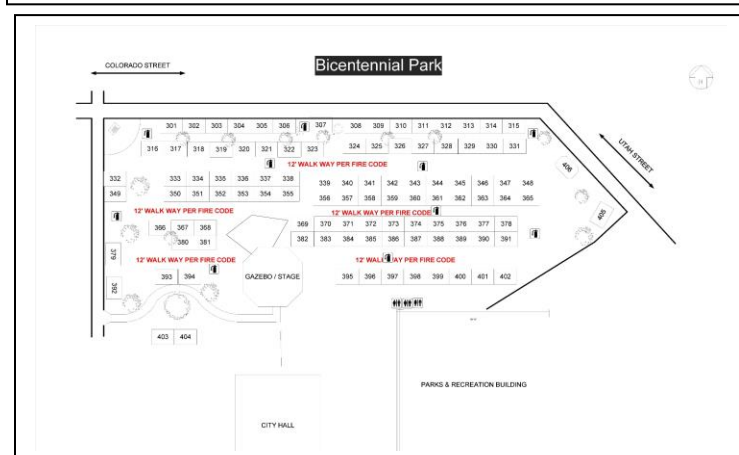 COLORADO STREET
Bicentennial Park
301 302 303 304 305 306 307 308 309 310 311 312 313 314 315
316 317 318 319 320 321 322 323 324 325 326 327 328 329 330 331
UTAH STREET
12' WALK WAY PER FIRE CODE
406
332 333 334 335 336 337 338 339 340 341 342 343 344 345 346 347 348
349 350 351 352 353 354 355 356 357 358 359 360 361 362 363 364 365
405
12' WALK WAY PER FIRE CODE 12' WALK WAY PER FIRE CODE
366 367 368 369 370 371 372 373 374 375 376 377 378
380 381 382 383 384 385 386 387 388 389 390 391
379
12' WALK WAY PER FIRE CODE 12' WALK WAY PER FIRE CODE
393 394 GAZEBO / STAGE 395 396 397 398 399 400 401 402
392
403 404
PARKS & RECREATION BUILDING
CITY HALL